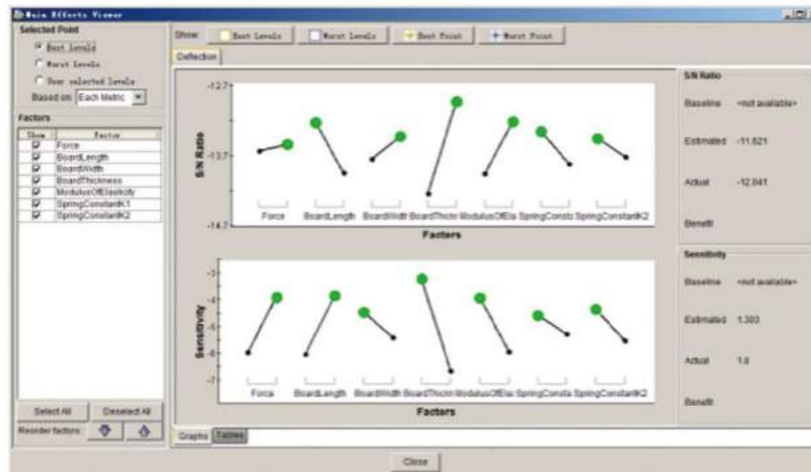 Main Effects Viewer
Selected Point
Best levels
Worst levels
User selected levels
Based on: Each Metric
Factors
Show Factor
Force
BoardLength
BoardWidth
BoardThickness
ModulusOfElasticity
SpringConstantK1
SpringConstantK2
Select All Deselect All
Reorder factors:
Show: Best Levels Worst Levels Best Point Worst Point
Deflection
S/N Ratio
-12.7
-13.7
-14.7
Force BoardLength BoardWidth BoardThickn ModulusOfElas SpringConsta SpringConstantK2
Factors
Sensitivity
-3
-4
-5
-6
-7
Force BoardLength BoardWidth BoardThickn ModulusOfElas SpringConsta SpringConstantK2
Factors
Graphs Tables
S/N Ratio
Baseline <not available>
Estimated -11.621
Actual -12.041
Benefit
Sensitivity
Baseline <not available>
Estimated 1.303
Actual 1.8
Benefit
Close